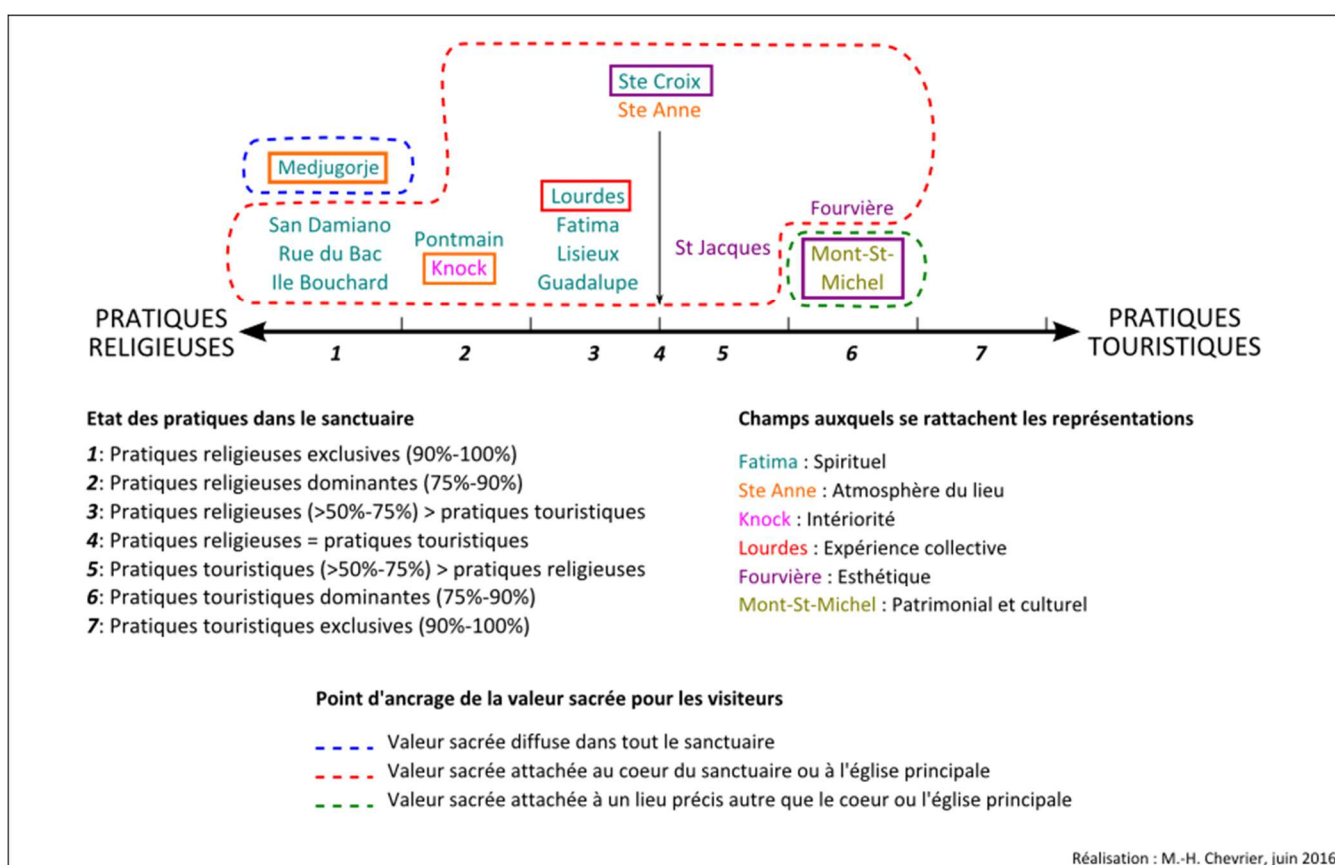 Ste Croix
Ste Anne
Medjugorje
San Damiano
Rue du Bac
Ile Bouchard
Pontmain
Knock
Lourdes
Fatima
Lisieux
Guadalupe
St Jacques
Fourvière
Mont-St-
Michel
PRATIQUES
RELIGIEUSES
1 2 3 4 5 6 7
PRATIQUES
TOURISTIQUES
Etat des pratiques dans le sanctuaire
1: Pratiques religieuses exclusives (90%-100%)
2: Pratiques religieuses dominantes (75%-90%)
3: Pratiques religieuses (>50%-75%) > pratiques touristiques
4: Pratiques religieuses = pratiques touristiques
5: Pratiques touristiques (>50%-75%) > pratiques religieuses
6: Pratiques touristiques dominantes (75%-90%)
7: Pratiques touristiques exclusives (90%-100%)
Champs auxquels se rattachent les représentations
Fatima : Spirituel
Ste Anne : Atmosphère du lieu
Knock : Intériorité
Lourdes : Expérience collective
Fourvière : Esthétique
Mont-St-Michel : Patrimonial et culturel
Point d'ancrage de la valeur sacrée pour les visiteurs
Valeur sacrée diffuse dans tout le sanctuaire
Valeur sacrée attachée au coeur du sanctuaire ou à l'église principale
Valeur sacrée attachée à un lieu précis autre que le coeur ou l'église principale
Réalisation : M.-H. Chevrier, juin 2016